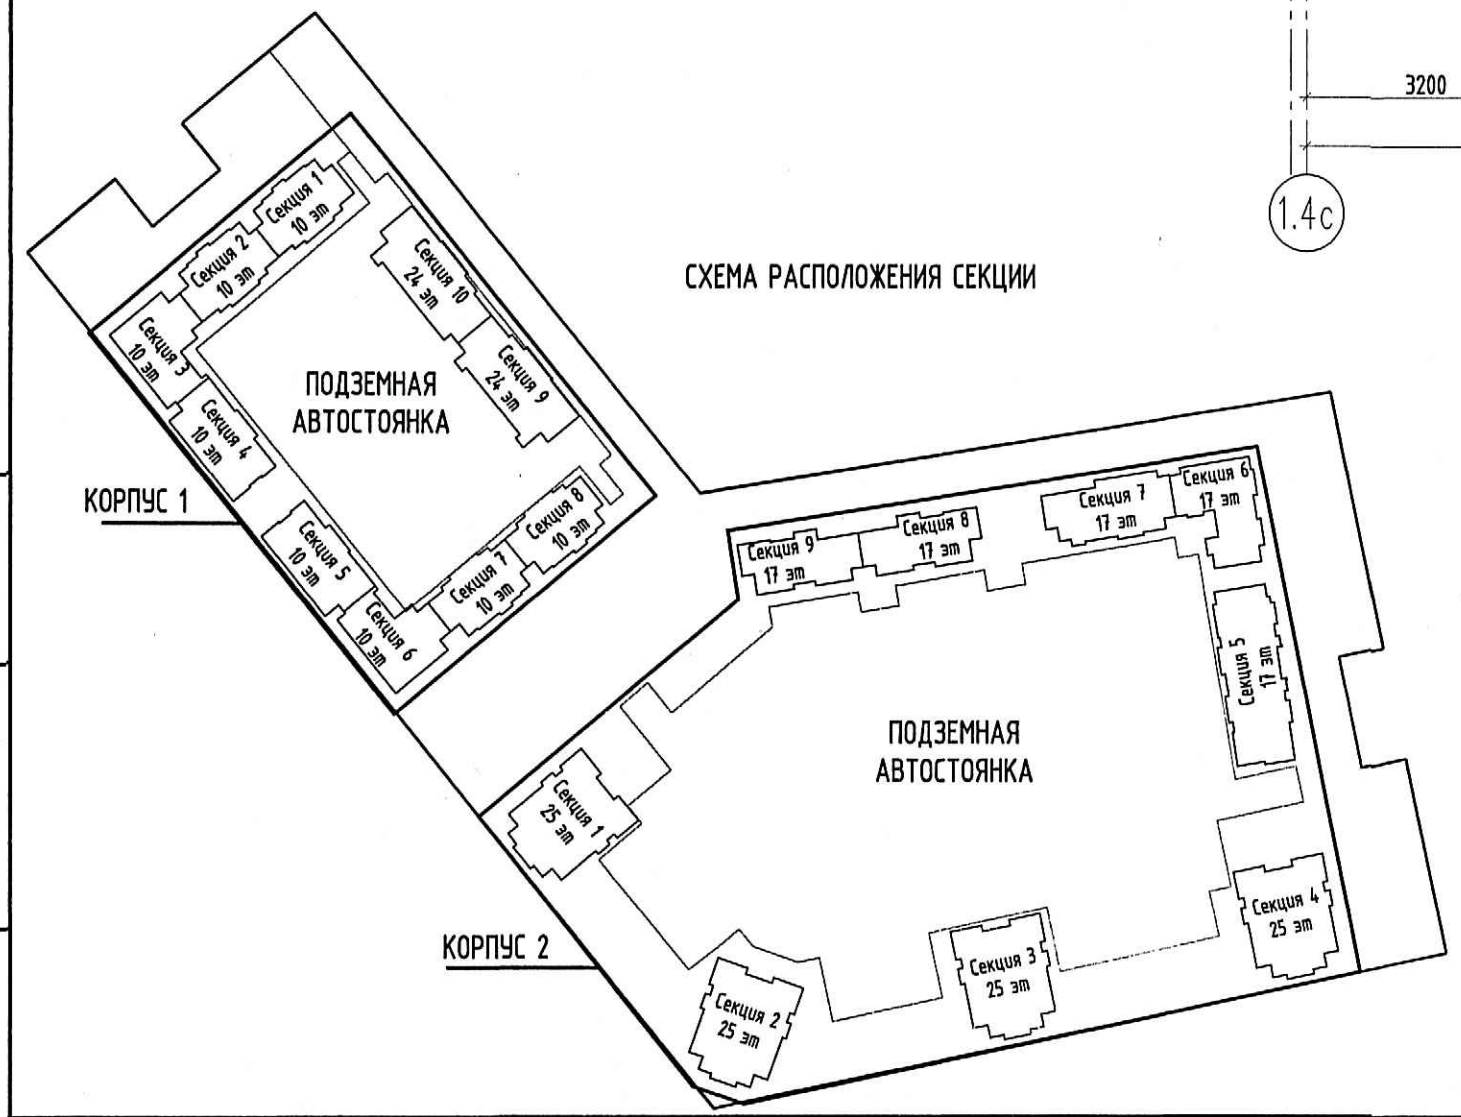 3200
1.4с
СХЕМА РАСПОЛОЖЕНИЯ СЕКЦИИ
Секция 1
10 эт
Секция 2
10 эт
Секция 3
10 эт
Секция 4
10 эт
Секция 5
10 эт
Секция 6
10 эт
Секция 7
10 эт
Секция 8
10 эт
Секция 9
24 эт
Секция 10
24 эт
ПОДЗЕМНАЯ
АВТОСТОЯНКА
КОРПУС 1
Секция 9
17 эт
Секция 8
17 эт
Секция 7
17 эт
Секция 6
17 эт
Секция 5
17 эт
ПОДЗЕМНАЯ
АВТОСТОЯНКА
Секция 1
25 эт
Секция 2
25 эт
Секция 3
25 эт
Секция 4
25 эт
КОРПУС 2